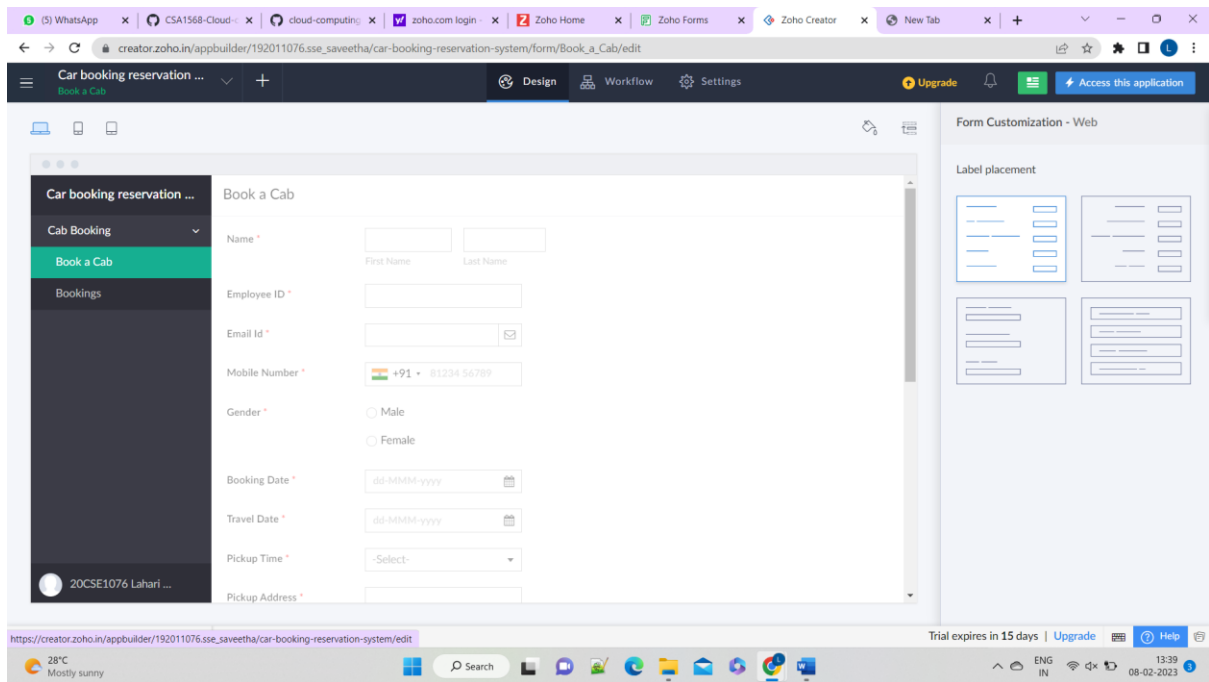 (5) WhatsApp
CSA1568-Cloud-c
cloud-computing
zoho.com login -
Zoho Home
Zoho Forms
Zoho Creator
New Tab
creator.zoho.in/appbuilder/192011076.sse_saveetha/car-booking-reservation-system/form/Book_a_Cab/edit
L
Car booking reservation ...
Book a Cab
Design
Workflow
Settings
Upgrade
Access this application
Form Customization - Web
Label placement
Car booking reservation ...
Cab Booking
Book a Cab
Bookings
20CSE1076 Lahari ...
Book a Cab
Name *
First Name Last Name
Employee ID *
Email Id *
Mobile Number * +91 81234 56789
Gender * Male
Female
Booking Date * dd-MMM-yyyy
Travel Date * dd-MMM-yyyy
Pickup Time * -Select-
Pickup Address *
https://creator.zoho.in/appbuilder/192011076.sse_saveetha/car-booking-reservation-system/edit
Trial expires in 15 days | Upgrade
? Help
28°C
Mostly sunny
Search
ENG
IN
13:39
08-02-2023
3